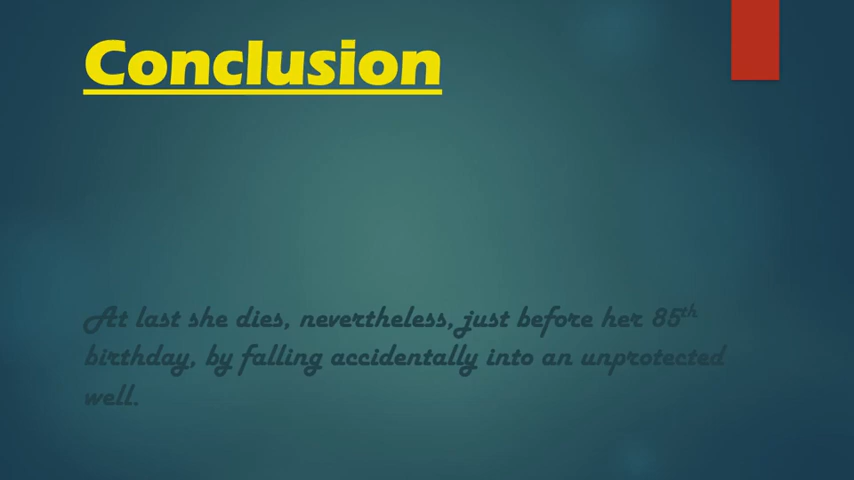 Conclusion
At last she dies, nevertheless, just before her 85th
birthday, by falling accidentally into an unprotected
well.